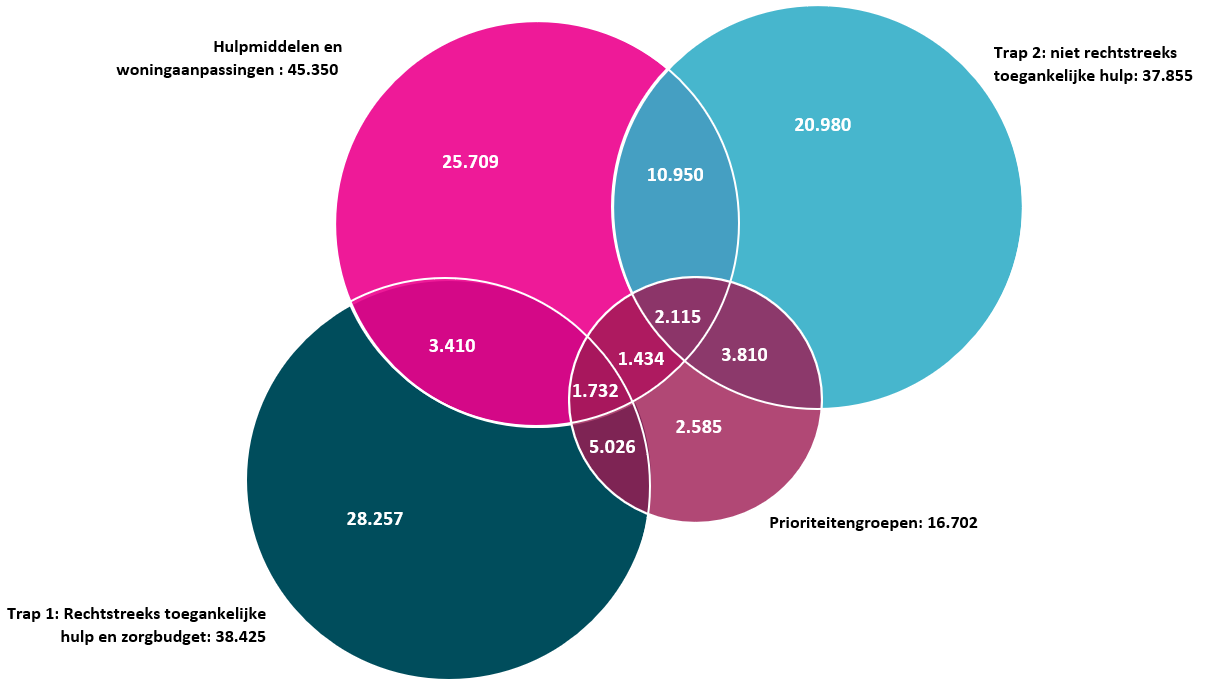 Hulpmiddelen en
woningaanpassingen : 45.350
Trap 2: niet rechtstreeks
toegankelijke hulp: 37.855
20.980
25.709
10.950
2.115
3.410
1.434
3.810
1.732
2.585
5.026
28.257
Prioriteitengroepen: 16.702
Trap 1: Rechtstreeks toegankelijke
hulp en zorgbudget: 38.425